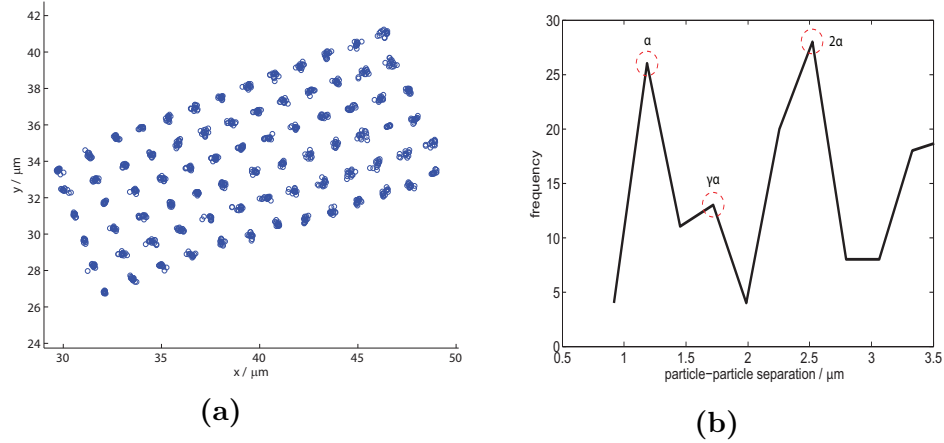 42
40
38
36
34
32
30
28
26
24
y / μm
30 35 40 45 50
x / μm
(a)
30
25
20
15
10
5
0
frequency
α
γα
2α
0.5 1 1.5 2 2.5 3 3.5
particle−particle separation / μm
(b)